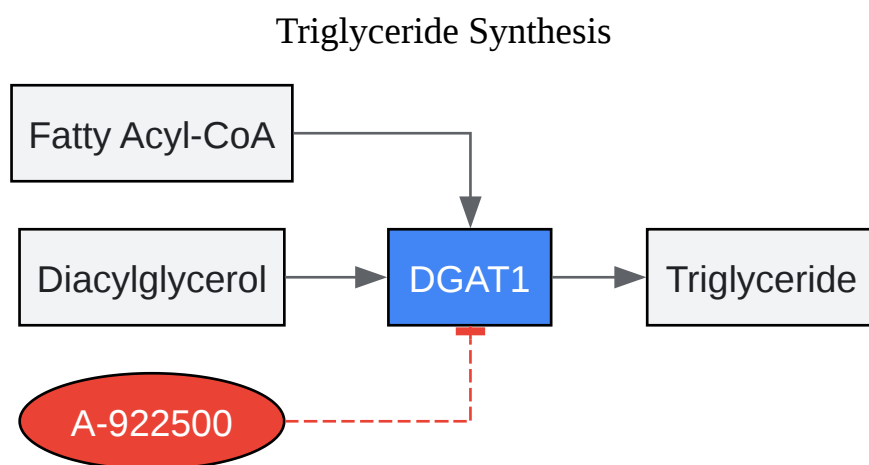 Triglyceride Synthesis
Fatty Acyl-CoA
Diacylglycerol
DGAT1
Triglyceride
A-922500